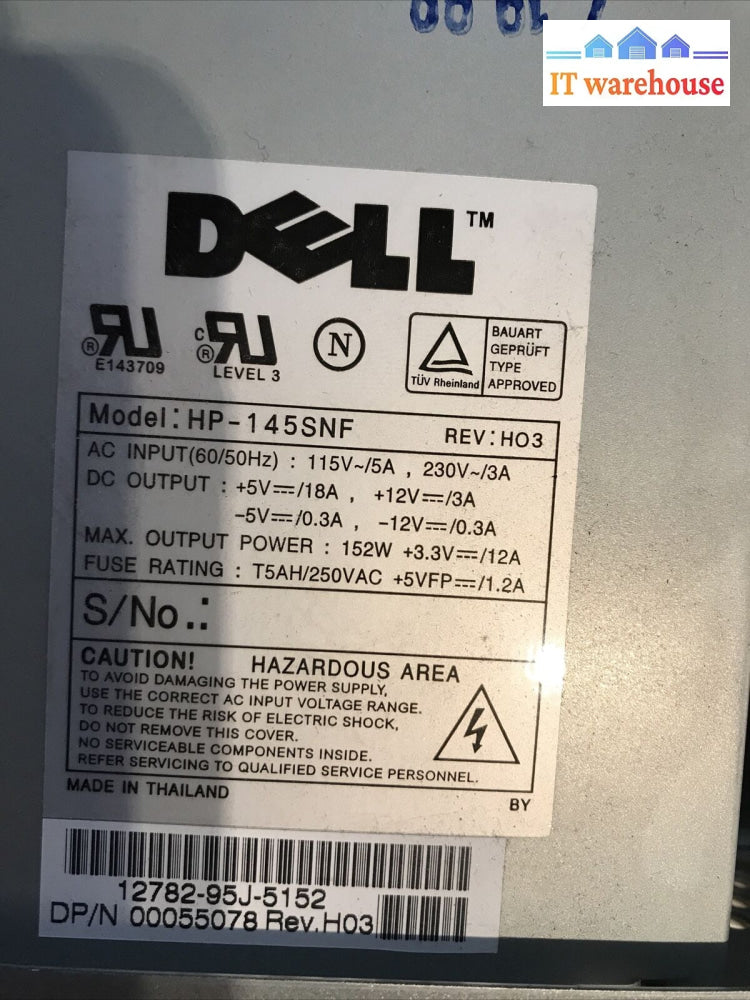 IT warehouse
DELL™
E143709
C
LEVEL 3
N
TÜV Rheinland
BAUART
GEPRÜFT
TYPE
APPROVED
Model: HP-145SNF REV: H03
AC INPUT(60/50Hz) : 115V~/5A , 230V~/3A
DC OUTPUT : +5V⎓/18A , +12V⎓/3A
-5V⎓/0.3A , -12V⎓/0.3A
MAX. OUTPUT POWER : 152W +3.3V⎓/12A
FUSE RATING : T5AH/250VAC +5VFP⎓/1.2A
S/No.:
CAUTION! HAZARDOUS AREA
TO AVOID DAMAGING THE POWER SUPPLY,
USE THE CORRECT AC INPUT VOLTAGE RANGE.
TO REDUCE THE RISK OF ELECTRIC SHOCK,
DO NOT REMOVE THIS COVER.
NO SERVICEABLE COMPONENTS INSIDE.
REFER SERVICING TO QUALIFIED SERVICE PERSONNEL.
MADE IN THAILAND BY
12782-95J-5152
DP/N 00055078 Rev.H03